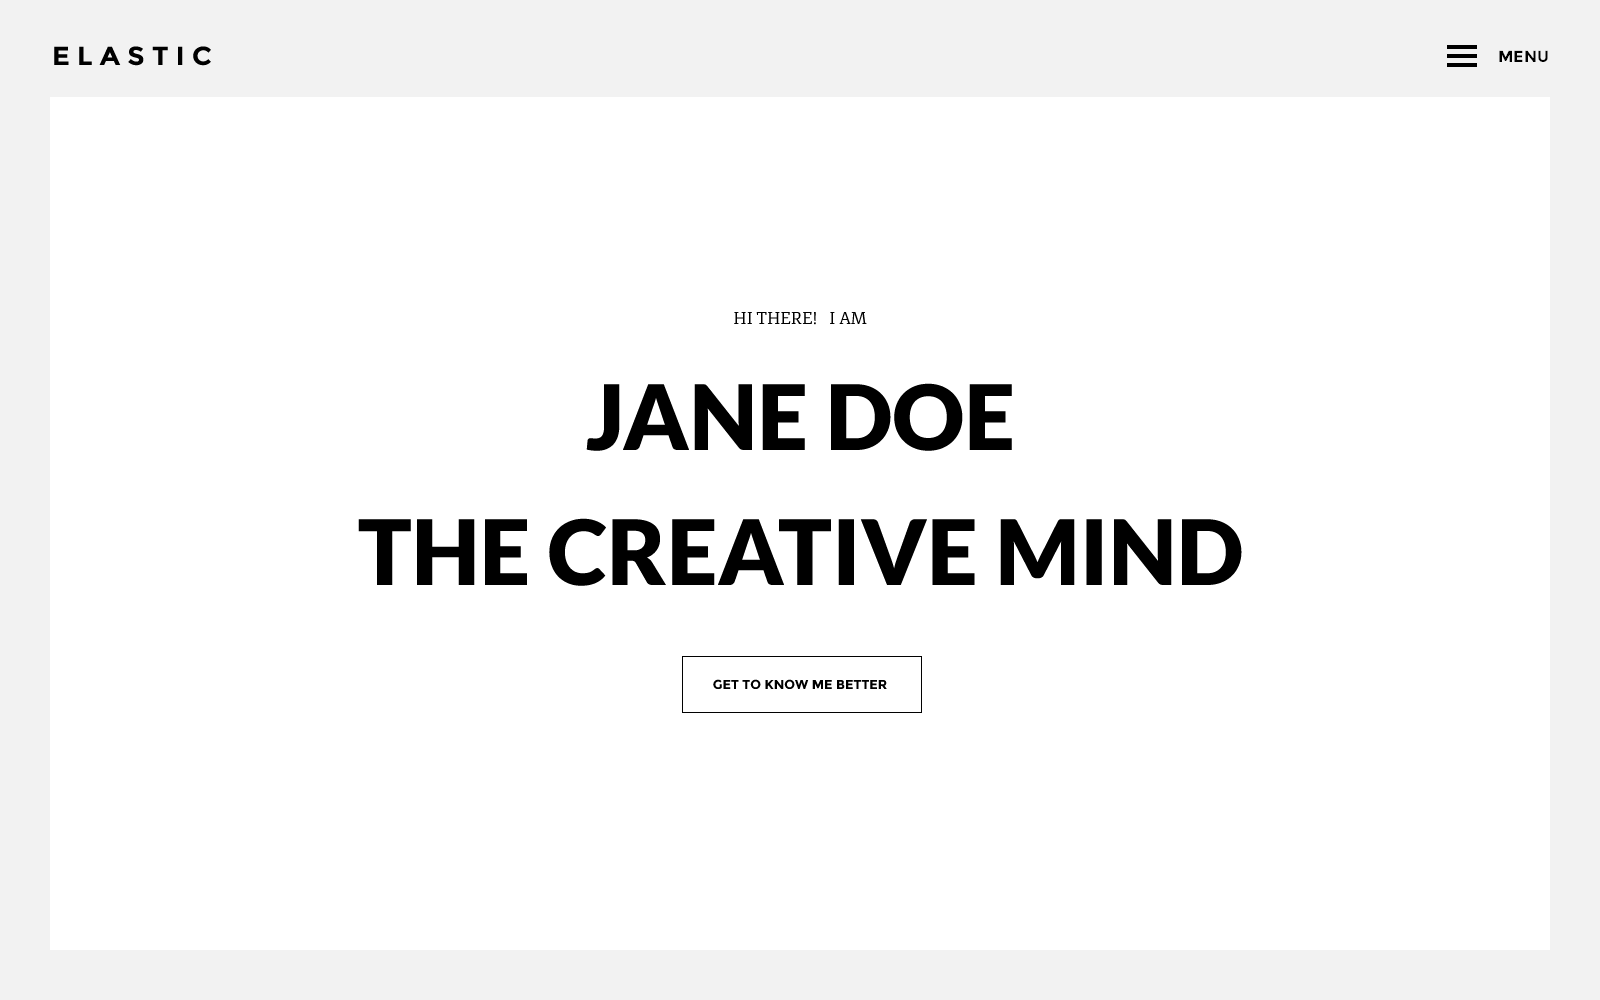 ELASTIC
MENU
HI THERE! I AM
JANE DOE
THE CREATIVE MIND
GET TO KNOW ME BETTER